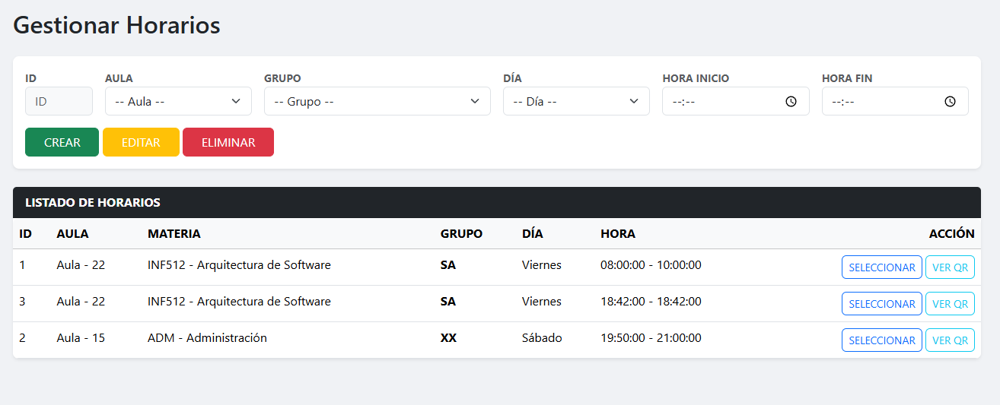 Gestionar Horarios
ID AULA GRUPO DÍA HORA INICIO HORA FIN
ID -- Aula -- -- Grupo -- -- Día -- --:-- --:--
CREAR EDITAR ELIMINAR
LISTADO DE HORARIOS
ID AULA MATERIA GRUPO DÍA HORA ACCIÓN
1 Aula - 22 INF512 - Arquitectura de Software SA Viernes 08:00:00 - 10:00:00 SELECCIONAR VER QR
3 Aula - 22 INF512 - Arquitectura de Software SA Viernes 18:42:00 - 18:42:00 SELECCIONAR VER QR
2 Aula - 15 ADM - Administración XX Sábado 19:50:00 - 21:00:00 SELECCIONAR VER QR